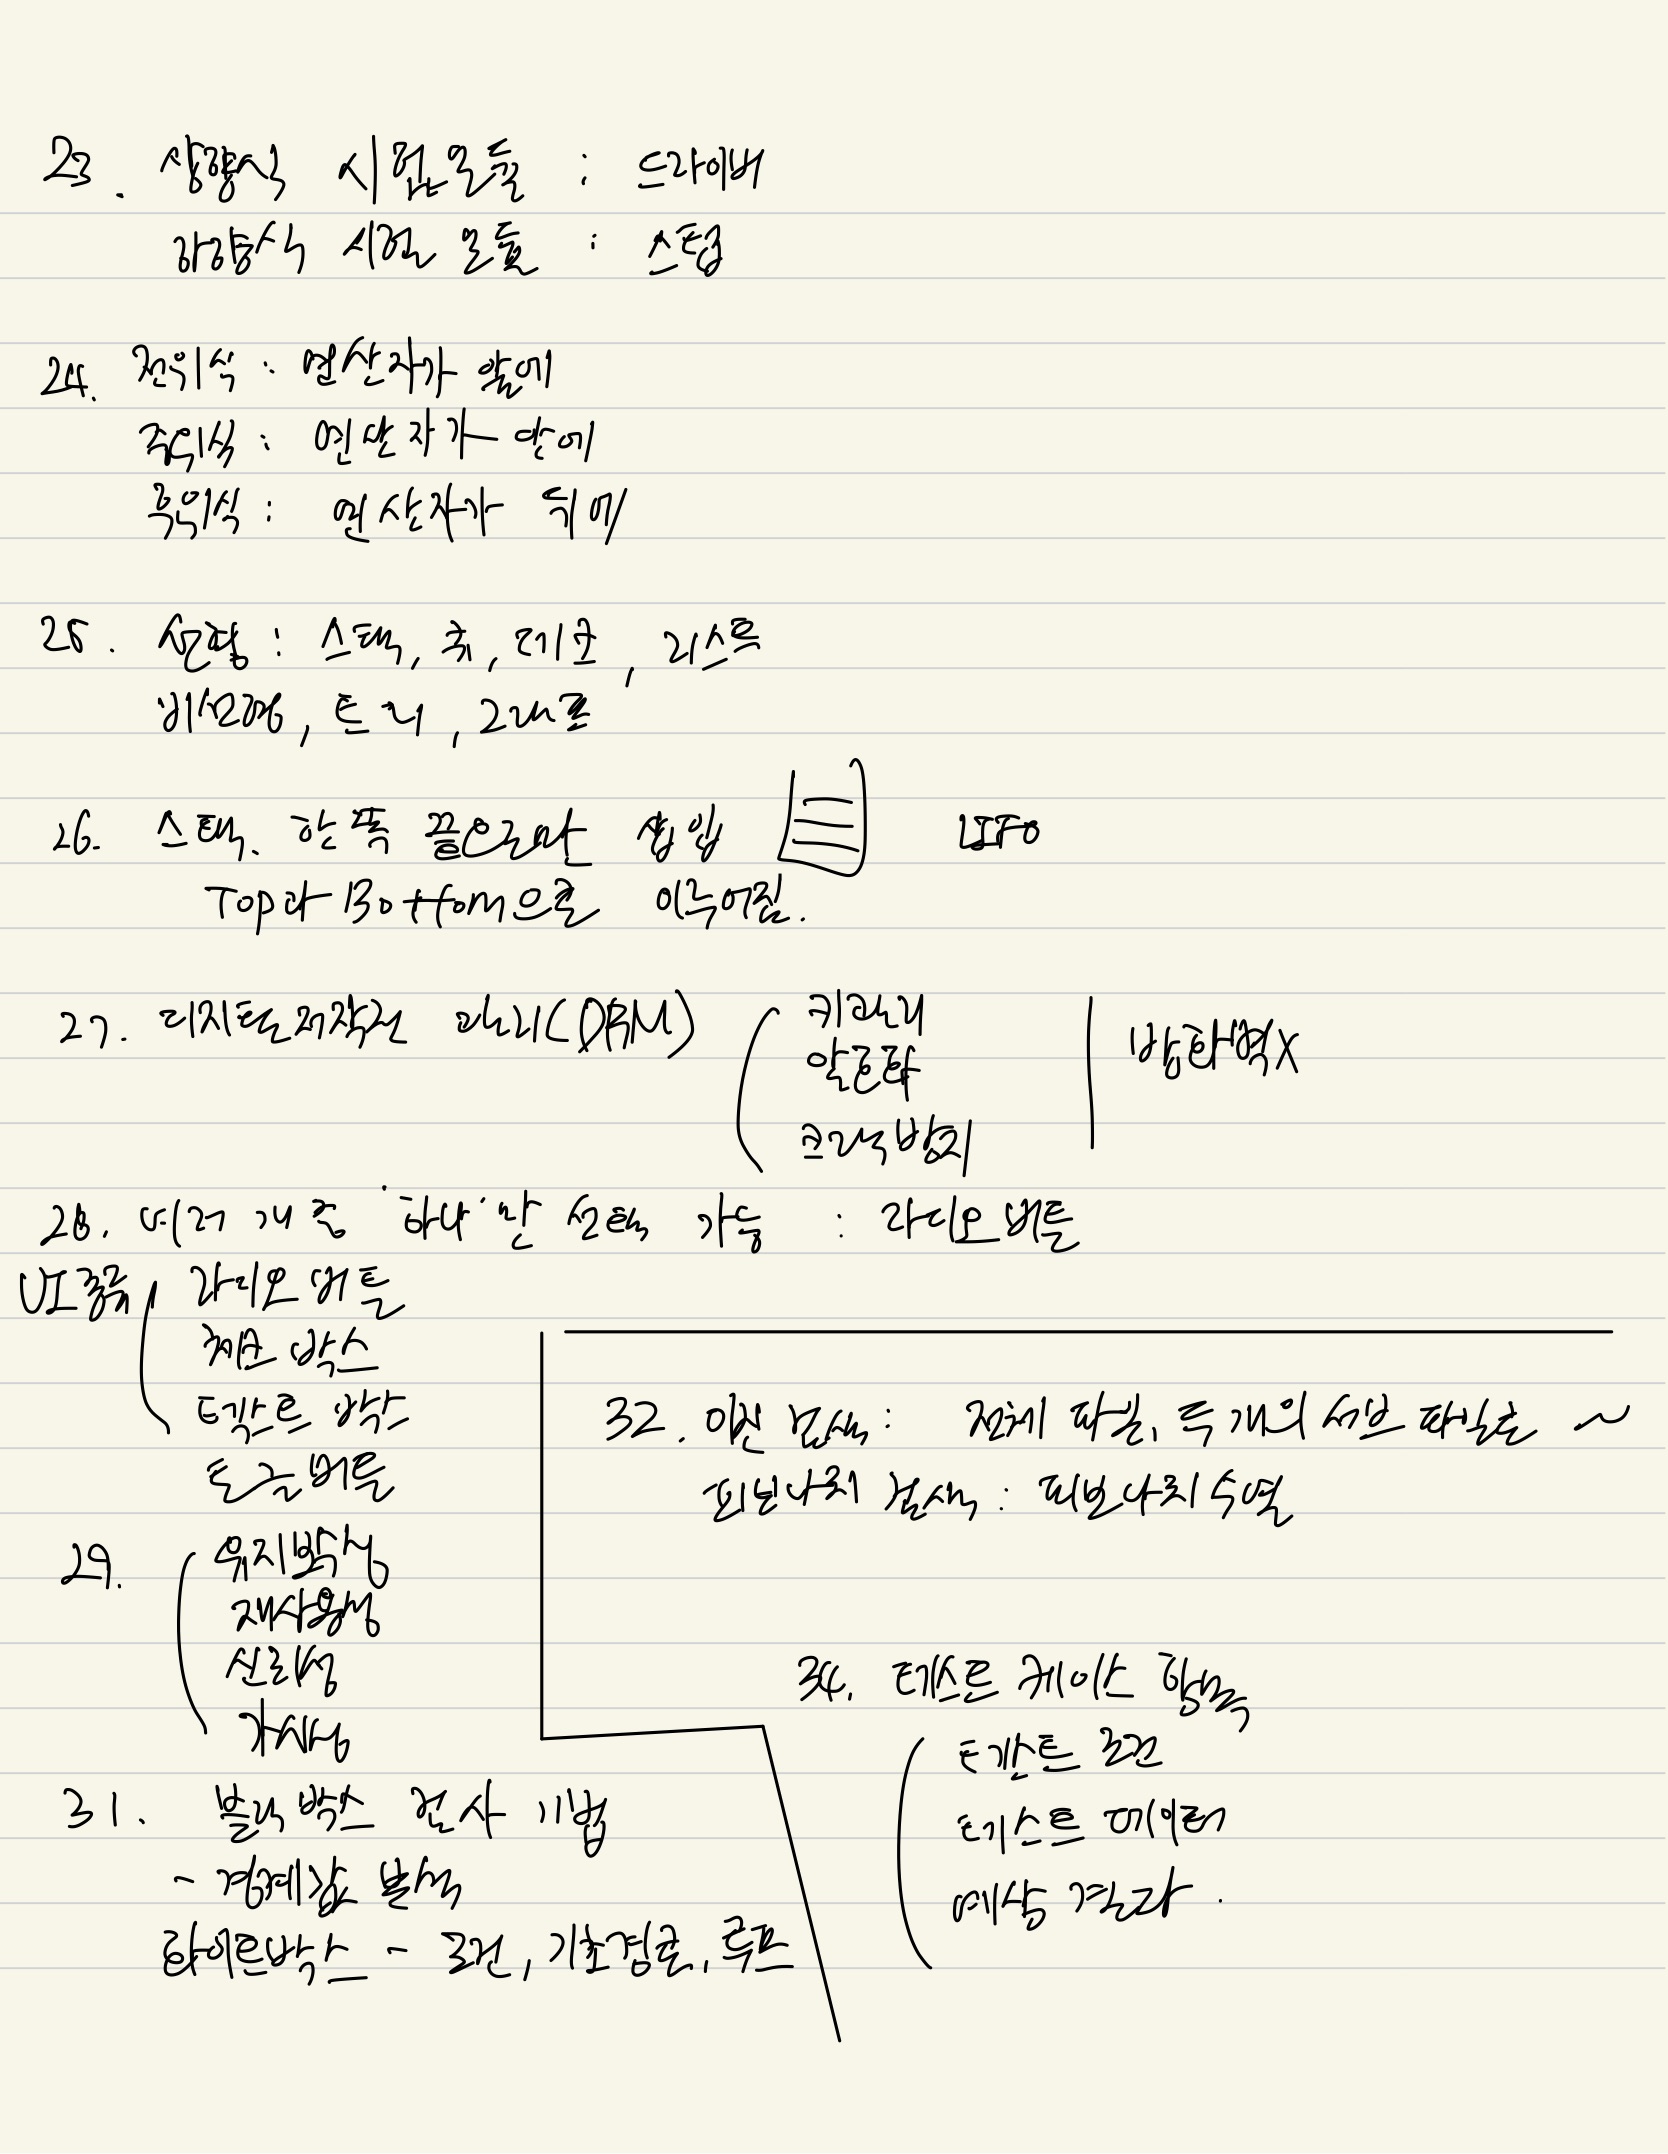 23. 상향식 시험모듈 : 드라이버
하향식 시험 모듈 : 스텁
24. 전위식 : 연산자가 앞에
중위식 : 연산자가 안에
후위식 : 연산자가 뒤에
25. 선형 : 스택, 큐, 데크, 리스트
비선형, 트리, 그래프
26. 스택. 한 쪽 끝으로만 삽입 LIFO
Top과 Bottom으로 이루어짐.
27. 디지털저작권 관리(DRM)
키관리
암호화
크랙방지
방화벽X
28. 여러 개 중 '하나'만 선택 가능 : 라디오버튼
UI종류 라디오 버튼
체크 박스
텍스트 박스
토글버튼
29. 유지박성
재사용성
신뢰성
가시성
31. 블랙박스 검사 기법
- 경계값 분석
화이트박스 - 조건, 기초경로, 루프
32. 이진 검색 : 전체 파일, 두 개의 서브 파일로 ~
피보나치 검색 : 피보나치 수열
34. 테스트 케이스 항목
테스트 조건
테스트 데이터
예상 결과.